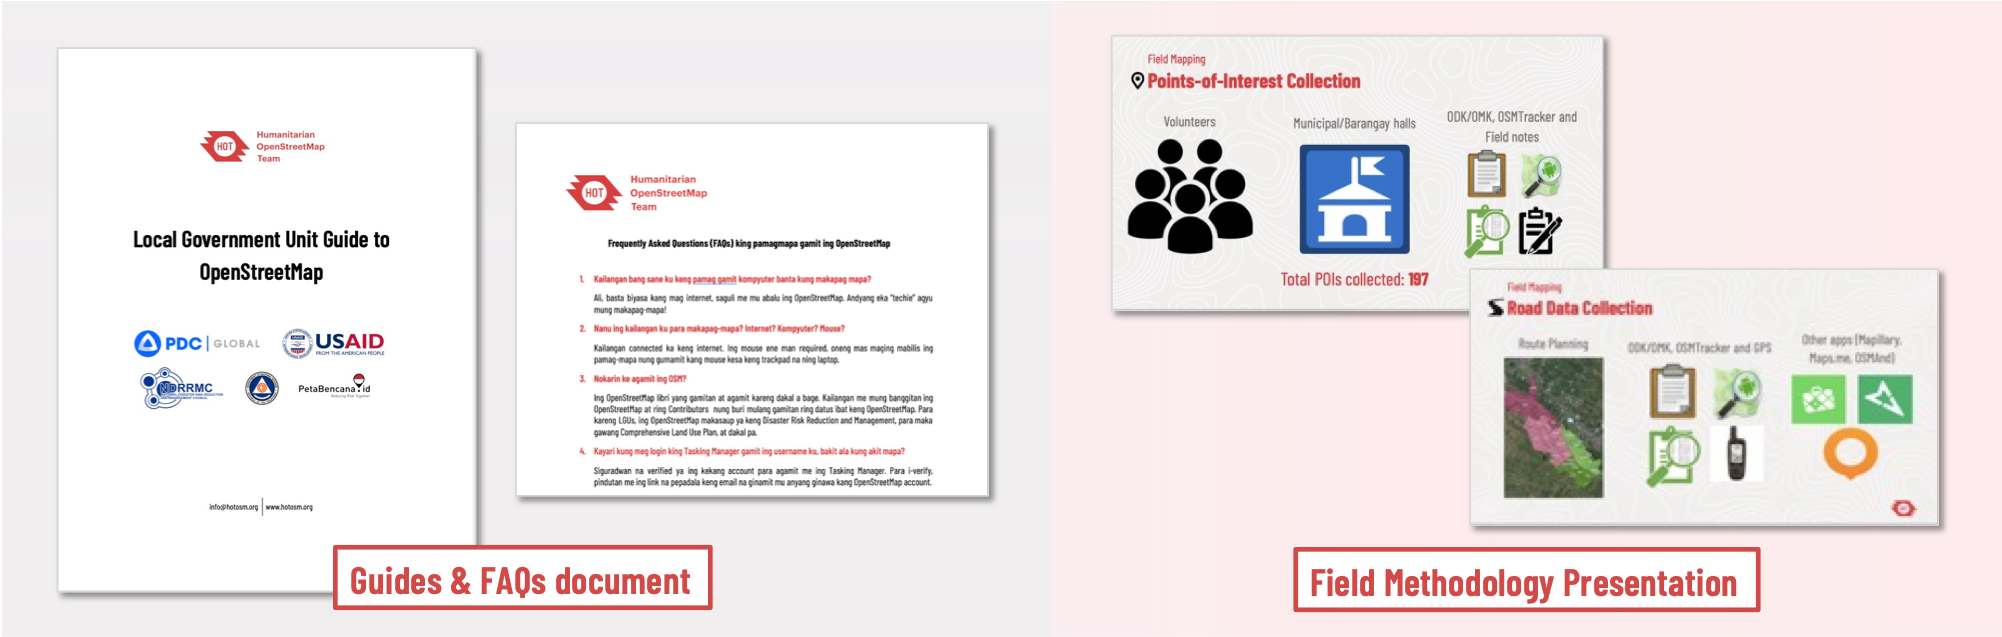 HOT
Humanitarian
OpenStreetMap
Team
Local Government Unit Guide to
OpenStreetMap
PDC | GLOBAL
USAID
FROM THE AMERICAN PEOPLE
NDRRMC
PetaBencana.id
Reducing Risk Together
info@hotosm.org | www.hotosm.org
HOT
Humanitarian
OpenStreetMap
Team
Frequently Asked Questions (FAQs) king pamagmapa gamit ing OpenStreetMap
1. Kailangan bang sane ku keng pamag gamit kompyuter banta kung makapag mapa?
Ali, basta biyasa kang mag internet, saguli me mu abalu ing OpenStreetMap. Andyang eka "techie" agyu
mung makapag-mapa!
2. Nanu ing kailangan ku para makapag-mapa? Internet? Kompyuter? Mouse?
Kailangan connected ka keng internet. Ing mouse ene man required, oneng mas maging mabilis ing
pamag-mapa nung gumamit kang mouse kesa keng trackpad na ning laptop.
3. Nokarin ke agamit ing OSM?
Ing OpenStreetMap libri yang gamitan at agamit kareng dakal a bage. Kailangan me mung banggitan ing
OpenStreetMap at ring Contributors nung buri mulang gamitan ring datus ibat keng OpenStreetMap. Para
kareng LGUs, ing OpenStreetMap makasaup ya keng Disaster Risk Reduction and Management, para maka
gawang Comprehensive Land Use Plan, at dakal pa.
4. Kayari kung meg login king Tasking Manager gamit ing username ku, bakit ala kung akit mapa?
Siguradwan na verified ya ing kekang account para agamit me ing Tasking Manager. Para i-verify,
pindutan me ing link na pepadala keng email na ginamit mu anyang ginawa kang OpenStreetMap account.
Guides & FAQs document
Field Mapping
Points-of-Interest Collection
Volunteers
Municipal/Barangay halls
ODK/OMK, OSMTracker and
Field notes
Total POIs collected: 197
Field Mapping
Road Data Collection
Route Planning
ODK/OMK, OSMTracker and GPS
Other apps (Mapillary,
Maps.me, OSMAnd)
Field Methodology Presentation